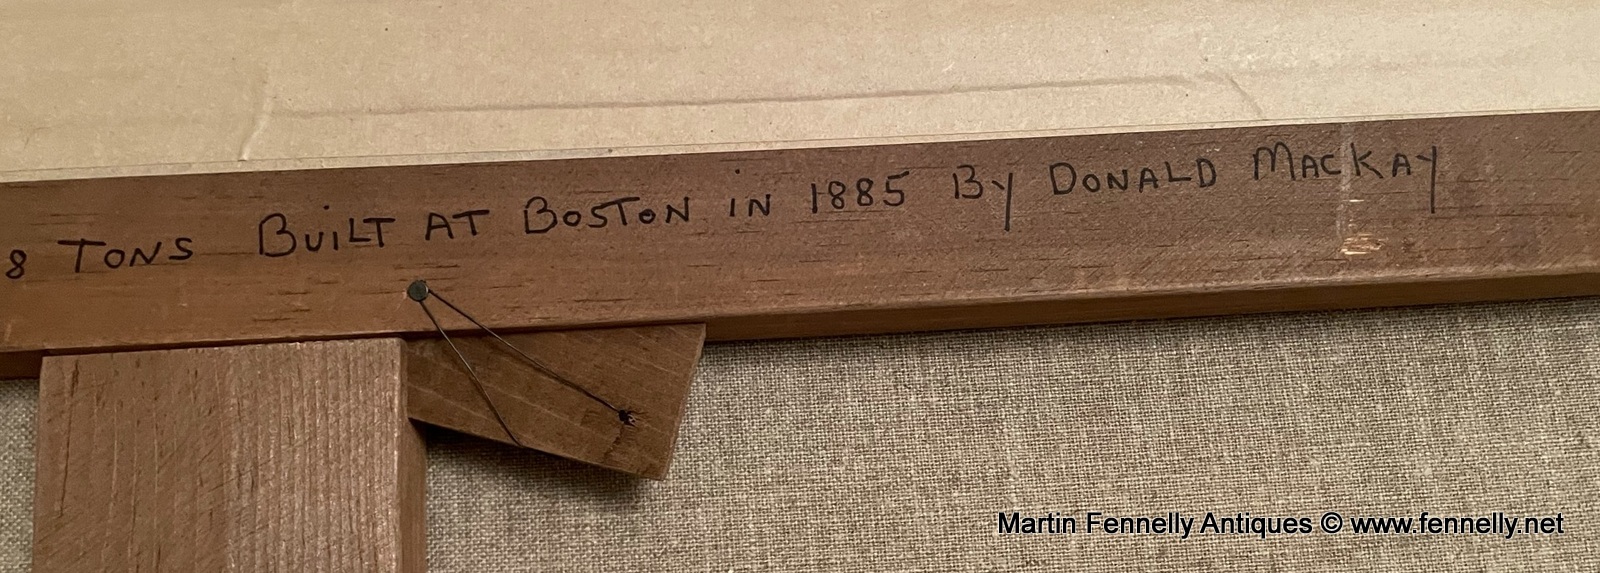 8 TONS BUiLT AT BOSTON iN 1885 By DONALD MACKAY
Martin Fennelly Antiques © www.fennelly.net